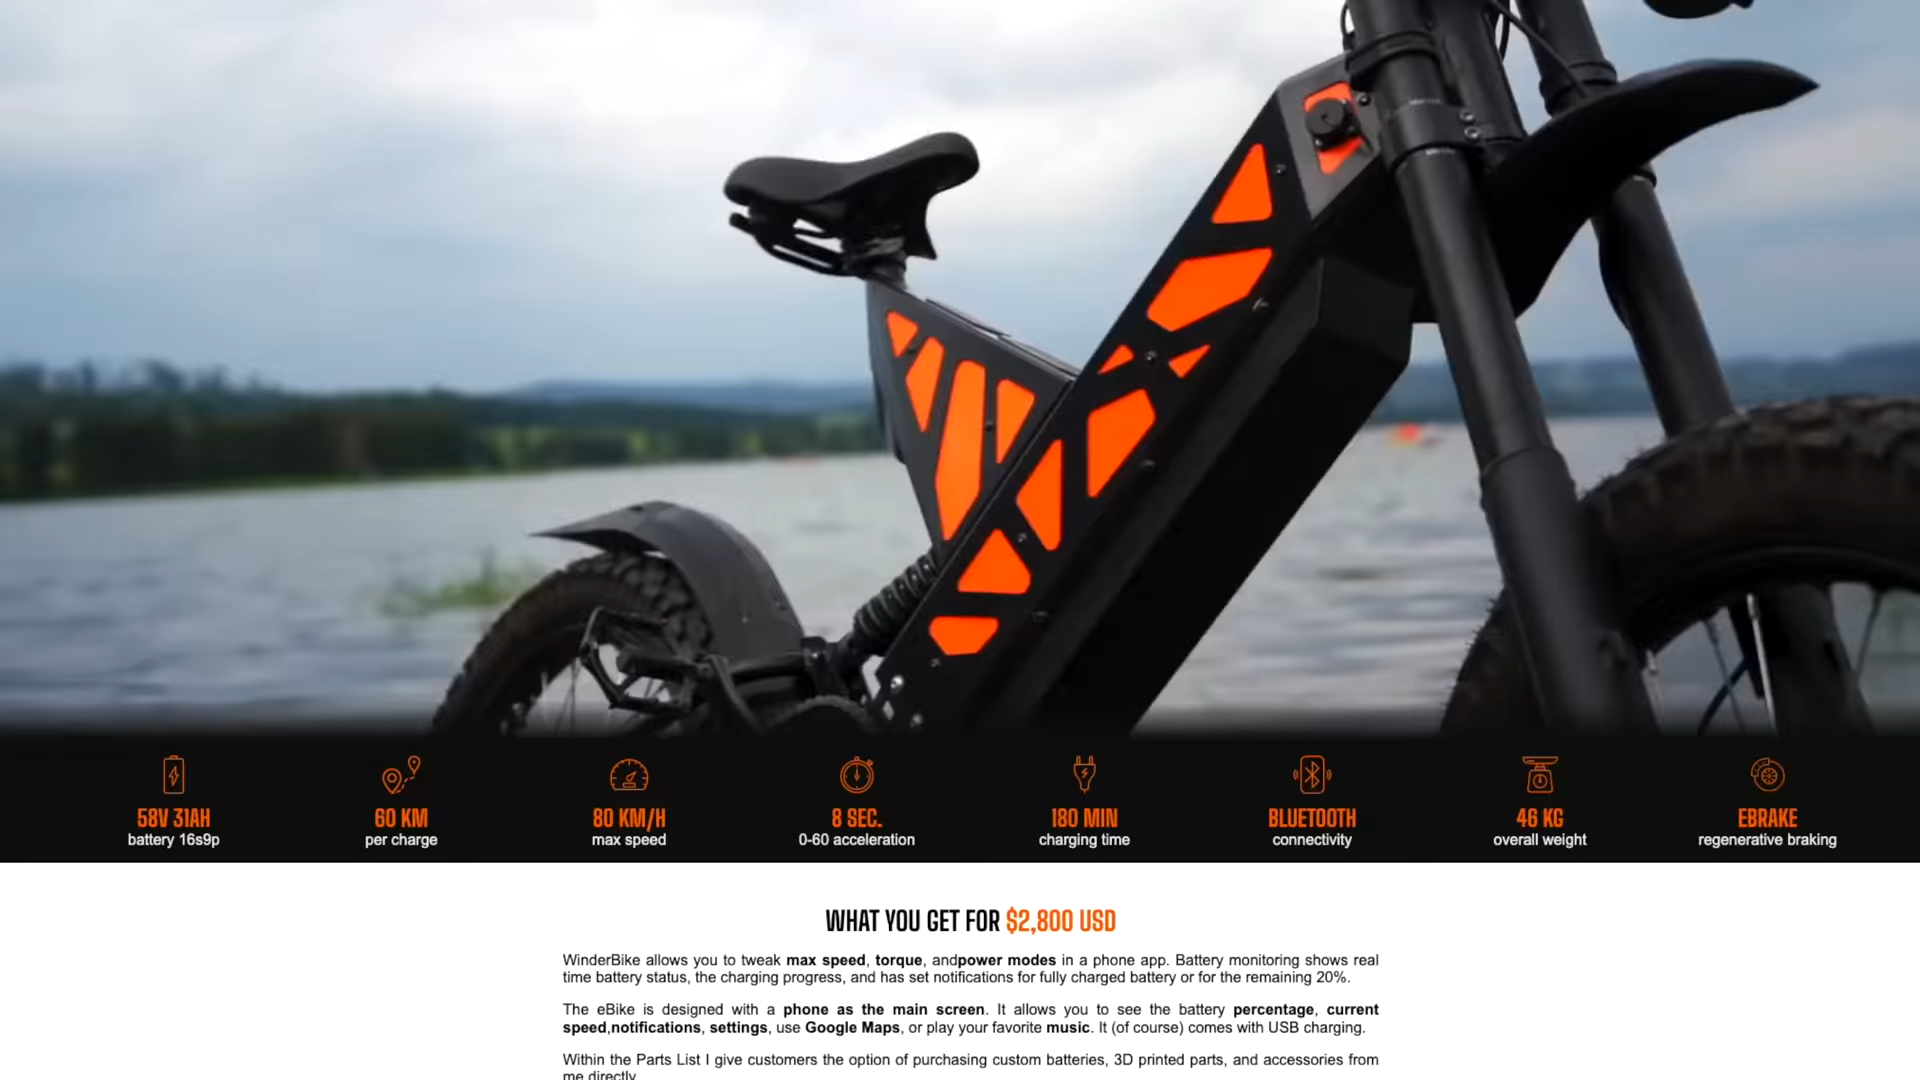 58V 31AH
battery 16s9p
60 KM
per charge
80 KM/H
max speed
8 SEC.
0-60 acceleration
180 MIN
charging time
BLUETOOTH
connectivity
46 KG
overall weight
EBRAKE
regenerative braking
WHAT YOU GET FOR $2,800 USD
WinderBike allows you to tweak max speed, torque, andpower modes in a phone app. Battery monitoring shows real
time battery status, the charging progress, and has set notifications for fully charged battery or for the remaining 20%.
The eBike is designed with a phone as the main screen. It allows you to see the battery percentage, current
speed,notifications, settings, use Google Maps, or play your favorite music. It (of course) comes with USB charging.
Within the Parts List I give customers the option of purchasing custom batteries, 3D printed parts, and accessories from
me directly